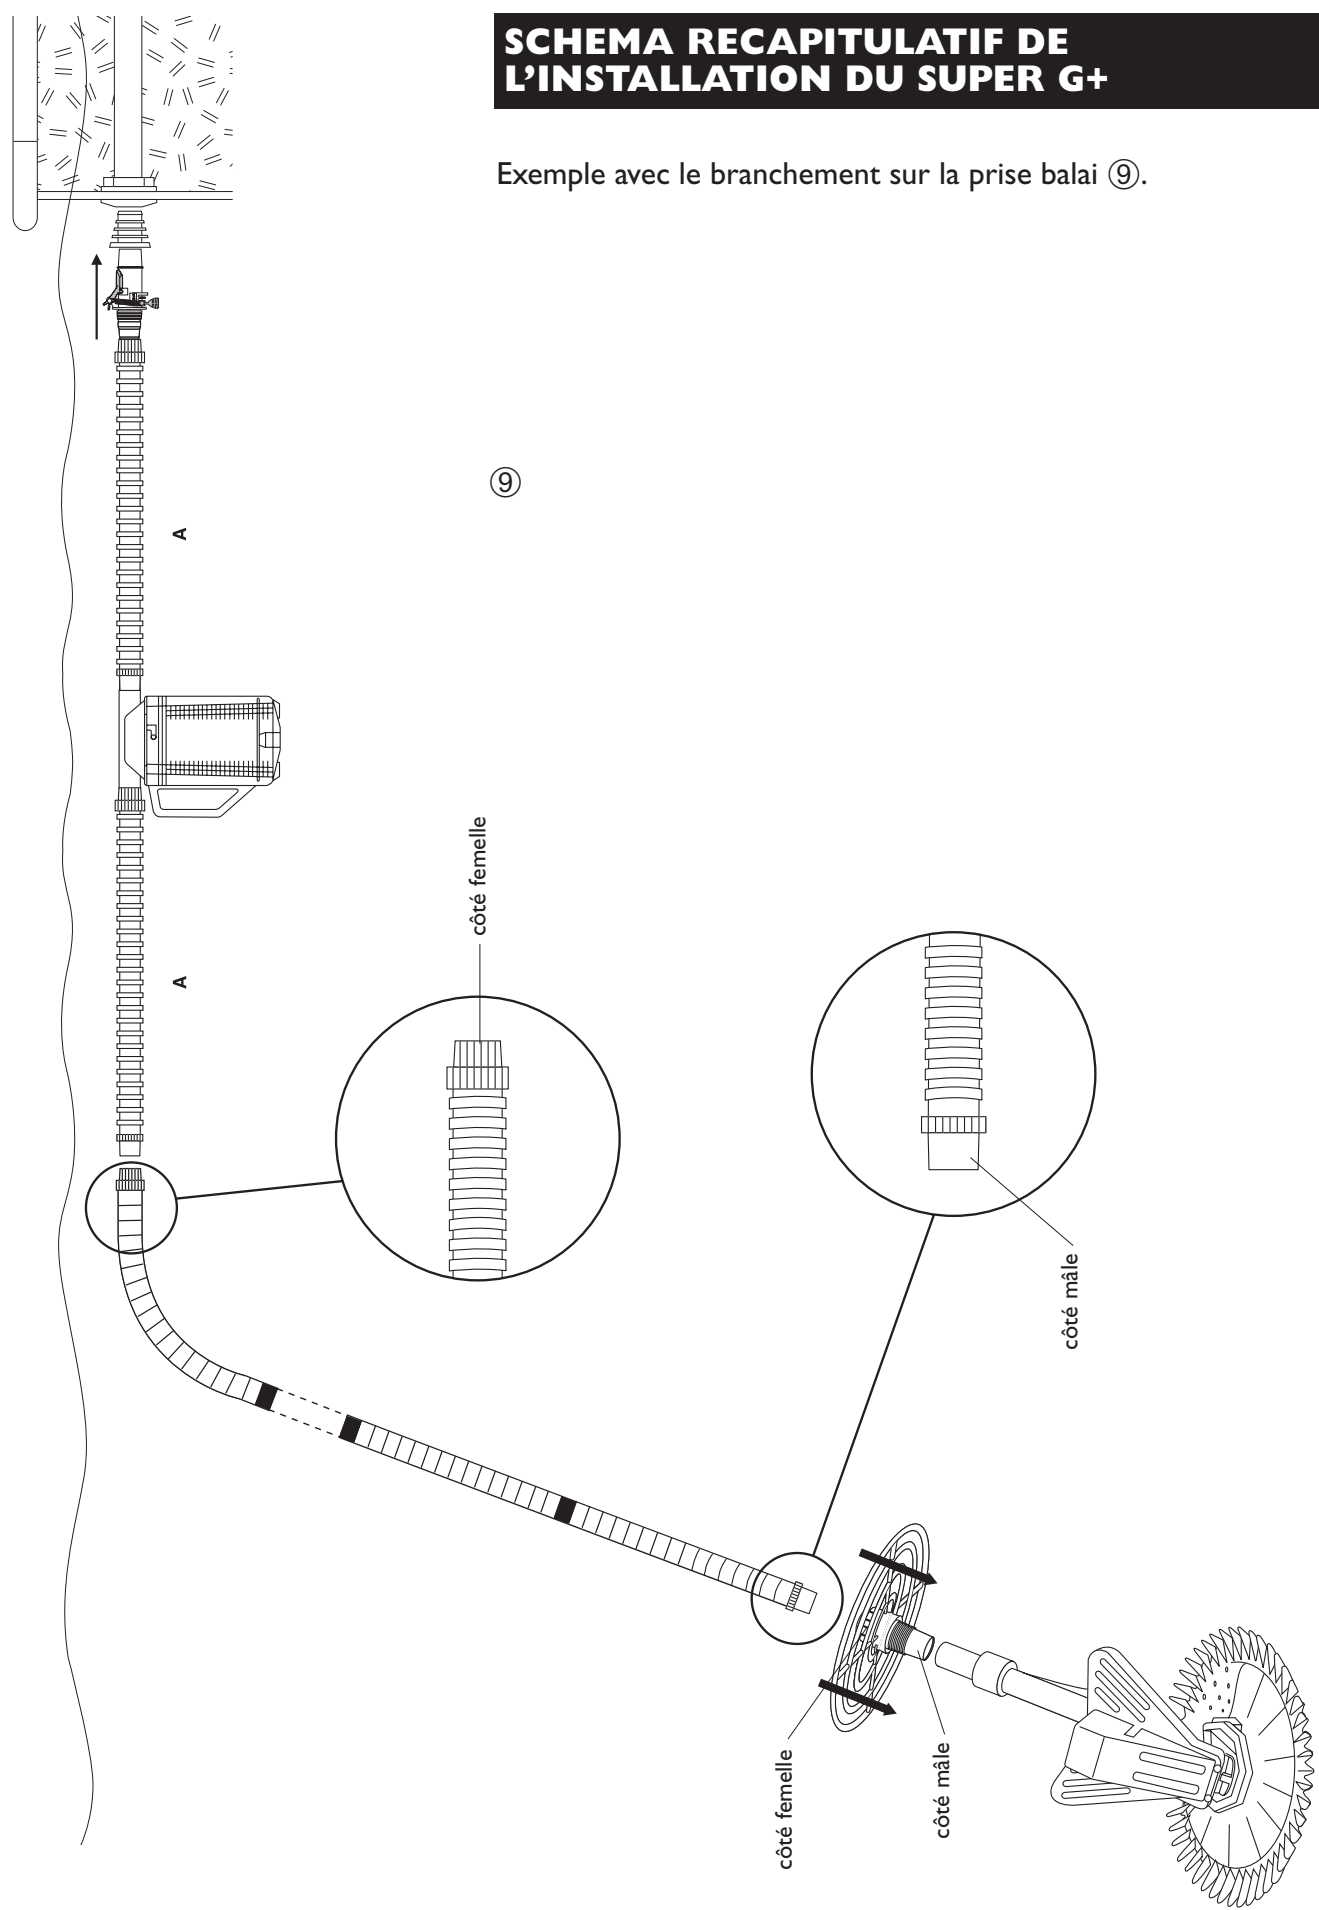 SCHEMA RECAPITULATIF DE
L’INSTALLATION DU SUPER G+
Exemple avec le branchement sur la prise balai ⑨.
⑨
A
côté femelle
A
côté mâle
côté femelle
côté mâle